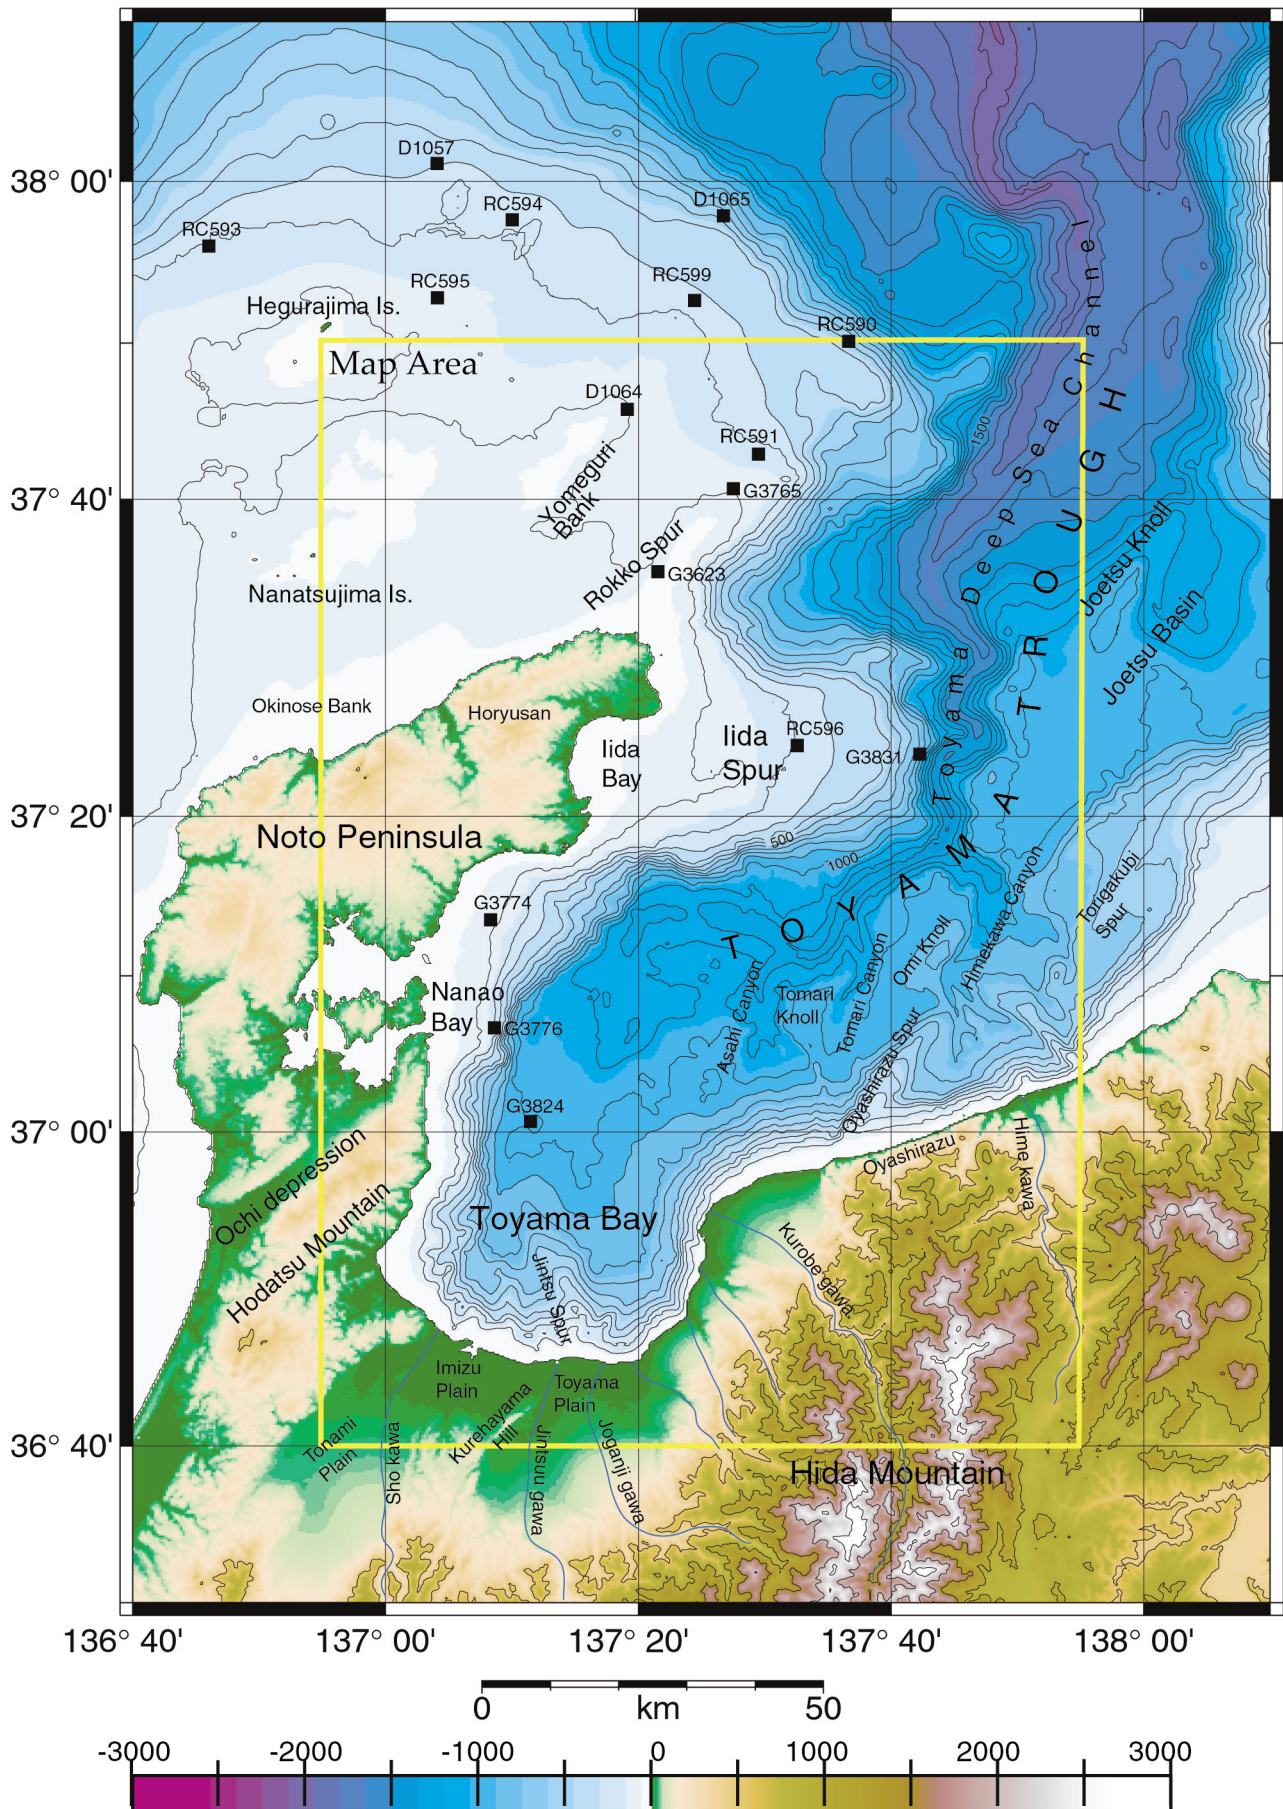 D1057
38° 00'
RC594
D1065
RC593
RC599
RC595
Hegurajima Is.
RC590
Map Area
D1064
RC591
1500
37° 40'
G3765
Yomeguri
Bank
Rokko Spur
G3623
Nanatsujima Is.
Toyama Deep Sea Channel
TOYAMA TROUGH
Joetsu Knoll
Joetsu Basin
Okinose Bank
Horyusan
Iida
Bay
Iida
Spur
RC596
G3831
37° 20'
Noto Peninsula
500
1000
G3774
Torigakubi
Spur
Himekawa Canyon
Omi Knoll
Tomari Canyon
Tomari
Knoll
Asahi Canyon
Nanao
Bay
G3776
Oyashirazu Spur
G3824
37° 00'
Oyashirazu
Hime kawa
Ochi depression
Hodatsu Mountain
Toyama Bay
Jintsu Spur
Kurobe gawa
Imizu
Plain
Toyama
Plain
Kurehayama
Hill
Tonami
Plain
Sho kawa
Jintsuu gawa
Joganji gawa
36° 40'
Hida Mountain
136° 40'
137° 00'
137° 20'
137° 40'
138° 00'
0 km 50
-3000 -2000 -1000 0 1000 2000 3000